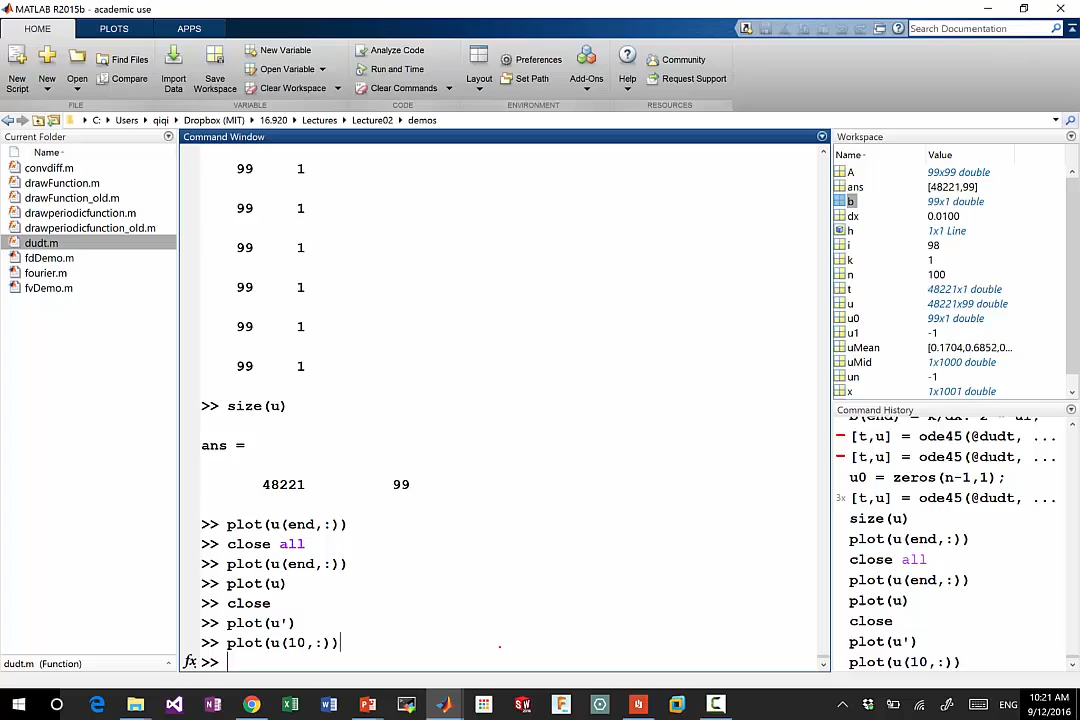 MATLAB R2015b - academic use
HOME PLOTS APPS Search Documentation
New Script New Open Find Files Compare Import Data Save Workspace New Variable Open Variable Clear Workspace Analyze Code Run and Time Clear Commands Layout Preferences Set Path Add-Ons Help Community Request Support
FILE VARIABLE CODE ENVIRONMENT RESOURCES
C: Users qiqi Dropbox (MIT) 16.920 Lectures Lecture02 demos
Current Folder
Name
convdiff.m
drawFunction.m
drawFunction_old.m
drawperiodicfunction.m
drawperiodicfunction_old.m
dudt.m
fdDemo.m
fourier.m
fvDemo.m
dudt.m (Function)
Command Window
99 1
99 1
99 1
99 1
99 1
99 1
>> size(u)
ans =
48221 99
>> plot(u(end,:))
>> close all
>> plot(u(end,:))
>> plot(u)
>> close
>> plot(u')
>> plot(u(10,:))
fx >>
Workspace
Name Value
A 99x99 double
ans [48221,99]
b 99x1 double
dx 0.0100
h 1x1 Line
i 98
k 1
n 100
t 48221x1 double
u 48221x99 double
u0 99x1 double
u1 -1
uMean [0.1704,0.6852,0...
uMid 1x1000 double
un -1
x 1x1001 double
Command History
[t,u] = ode45(@dudt, ...
[t,u] = ode45(@dudt, ...
u0 = zeros(n-1,1);
3x [t,u] = ode45(@dudt, ...
size(u)
plot(u(end,:))
close all
plot(u(end,:))
plot(u)
close
plot(u')
plot(u(10,:))
ENG
10:21 AM
9/12/2016